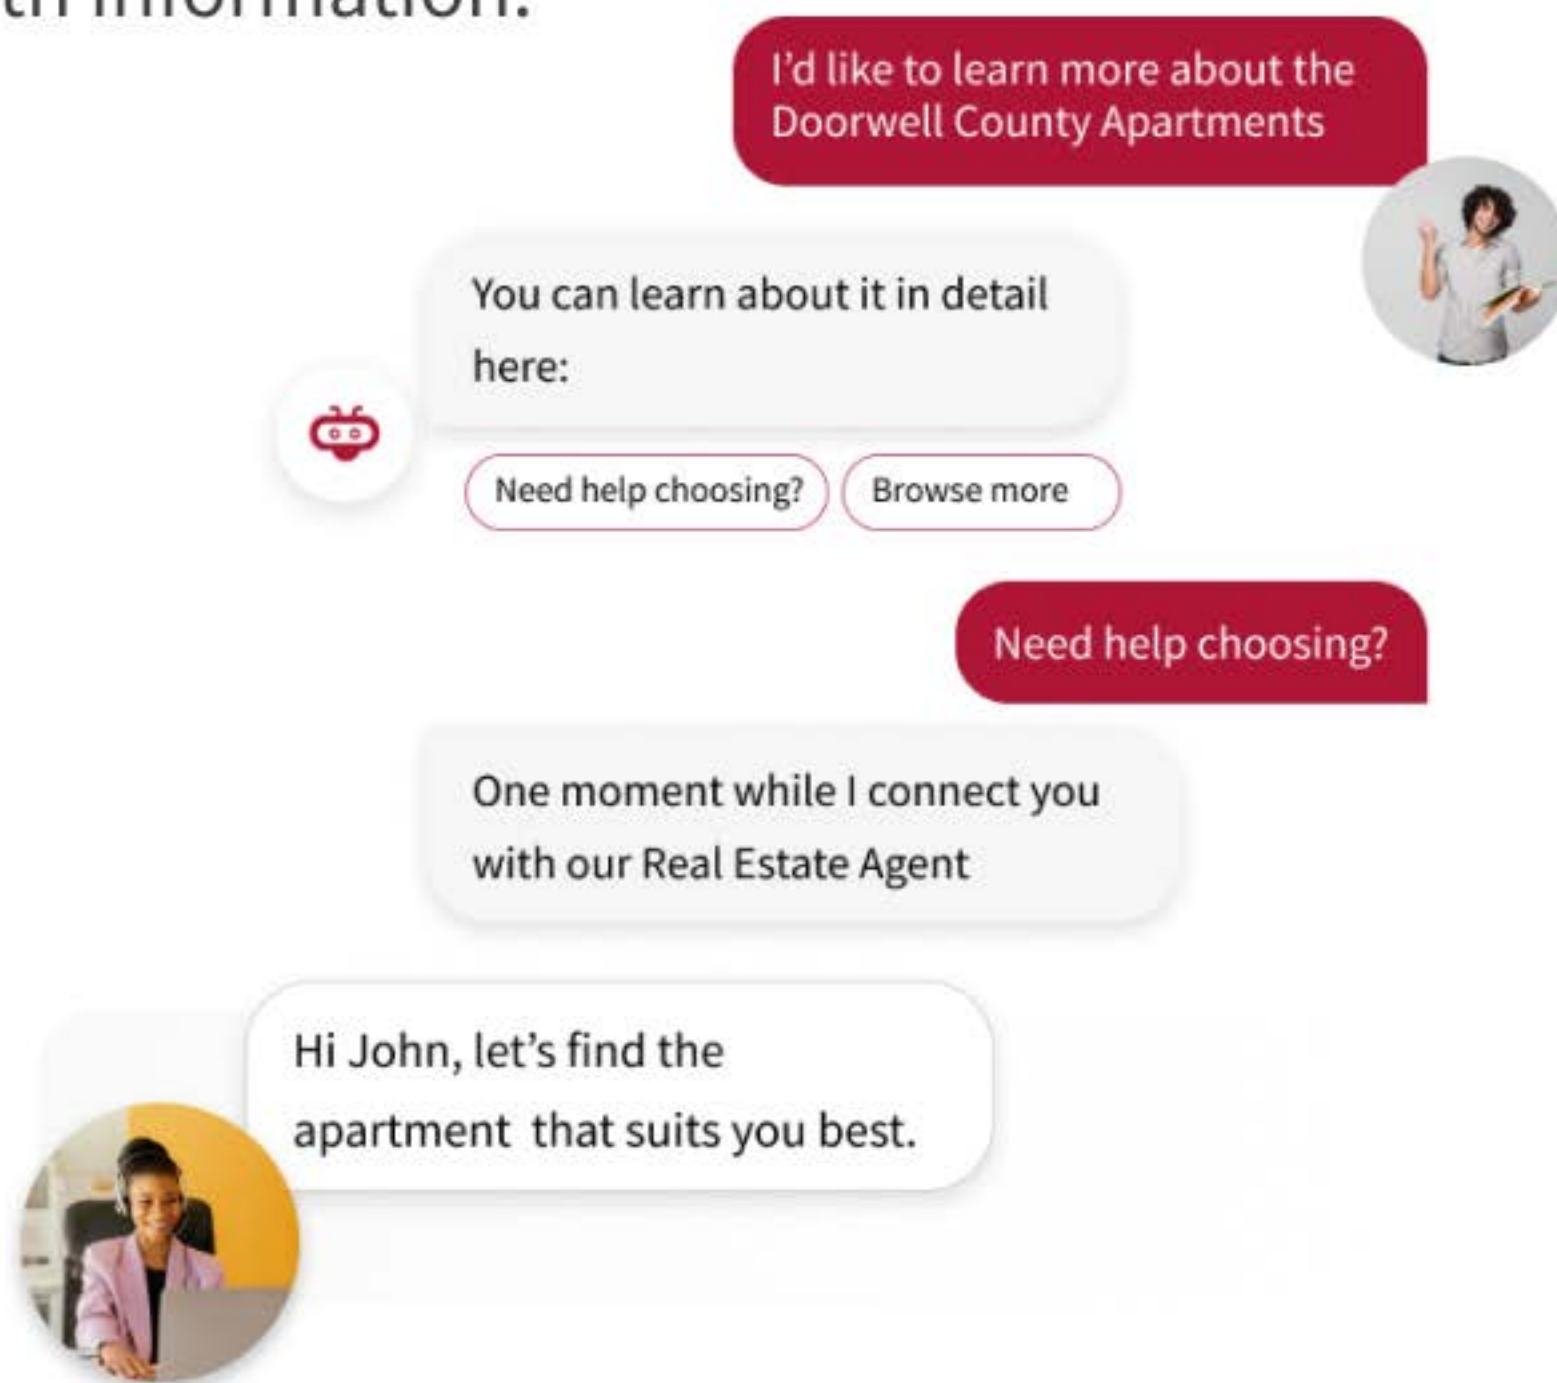 information.
I’d like to learn more about the
Doorwell County Apartments
You can learn about it in detail
here:
Need help choosing?
Browse more
Need help choosing?
One moment while I connect you
with our Real Estate Agent
Hi John, let’s find the
apartment  that suits you best.